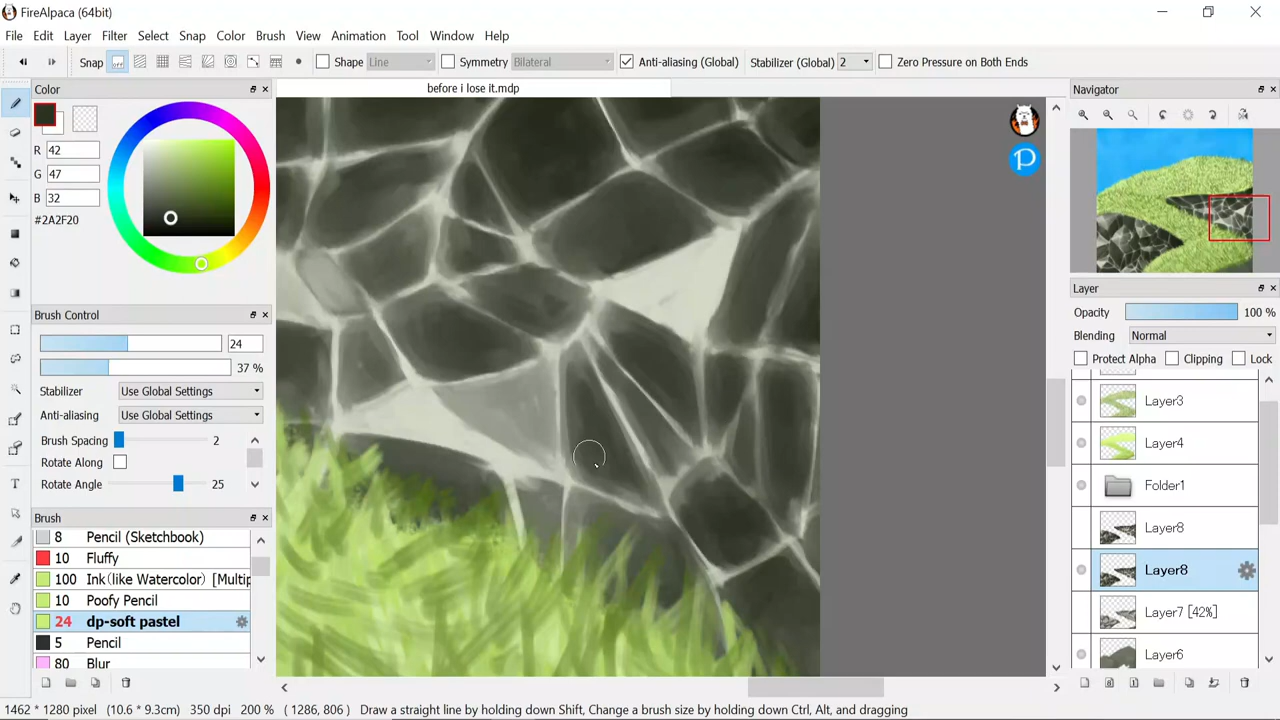 FireAlpaca (64bit)
File Edit Layer Filter Select Snap Color Brush View Animation Tool Window Help
Snap Shape Line Symmetry Bilateral Anti-aliasing (Global) Stabilizer (Global) 2 Zero Pressure on Both Ends
Color
before i lose it.mdp
Navigator
R 42
G 47
B 32
#2A2F20
Brush Control
24
37 %
Stabilizer Use Global Settings
Anti-aliasing Use Global Settings
Brush Spacing 2
Rotate Along
Rotate Angle 25
Brush
8 Pencil (Sketchbook)
10 Fluffy
100 Ink(like Watercolor) [Multip
10 Poofy Pencil
24 dp-soft pastel
5 Pencil
80 Blur
Layer
Opacity 100 %
Blending Normal
Protect Alpha Clipping Lock
Layer3
Layer4
Folder1
Layer8
Layer8
Layer7 [42%]
Layer6
1462 * 1280 pixel (10.6 * 9.3cm) 350 dpi 200 % ( 1286, 806 ) Draw a straight line by holding down Shift, Change a brush size by holding down Ctrl, Alt, and dragging